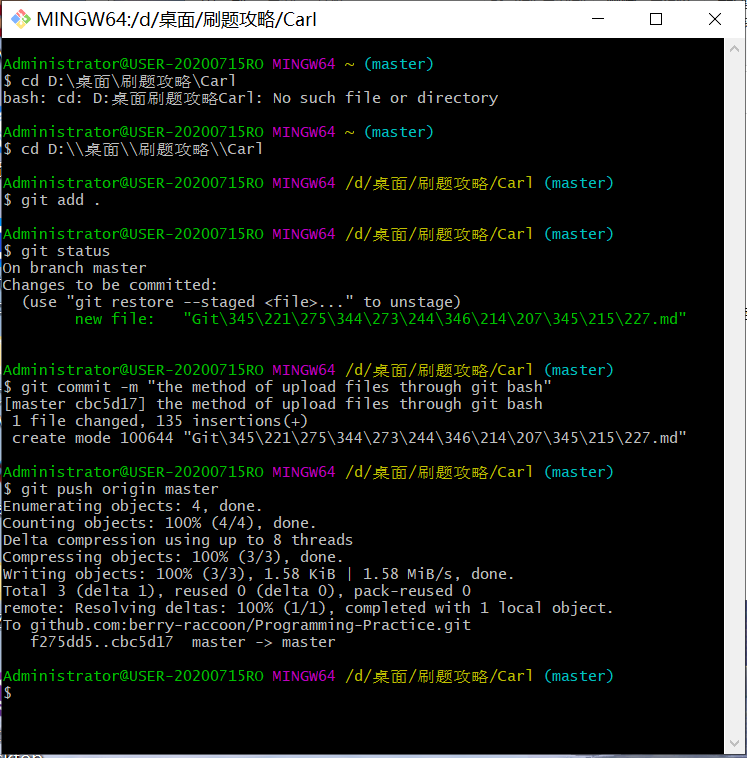 MINGW64:/d/桌面/刷题攻略/Carl
Administrator@USER-20200715RO MINGW64 ~ (master)
$ cd D:\桌面\刷题攻略\Carl
bash: cd: D:桌面刷题攻略Carl: No such file or directory
Administrator@USER-20200715RO MINGW64 ~ (master)
$ cd D:\\桌面\\刷题攻略\\Carl
Administrator@USER-20200715RO MINGW64 /d/桌面/刷题攻略/Carl (master)
$ git add .
Administrator@USER-20200715RO MINGW64 /d/桌面/刷题攻略/Carl (master)
$ git status
On branch master
Changes to be committed:
  (use "git restore --staged <file>..." to unstage)
        new file:   "Git\345\221\275\344\273\244\346\214\207\345\215\227.md"
Administrator@USER-20200715RO MINGW64 /d/桌面/刷题攻略/Carl (master)
$ git commit -m "the method of upload files through git bash"
[master cbc5d17] the method of upload files through git bash
 1 file changed, 135 insertions(+)
 create mode 100644 "Git\345\221\275\344\273\244\346\214\207\345\215\227.md"
Administrator@USER-20200715RO MINGW64 /d/桌面/刷题攻略/Carl (master)
$ git push origin master
Enumerating objects: 4, done.
Counting objects: 100% (4/4), done.
Delta compression using up to 8 threads
Compressing objects: 100% (3/3), done.
Writing objects: 100% (3/3), 1.58 KiB | 1.58 MiB/s, done.
Total 3 (delta 1), reused 0 (delta 0), pack-reused 0
remote: Resolving deltas: 100% (1/1), completed with 1 local object.
To github.com:berry-raccoon/Programming-Practice.git
   f275dd5..cbc5d17  master -> master
Administrator@USER-20200715RO MINGW64 /d/桌面/刷题攻略/Carl (master)
$